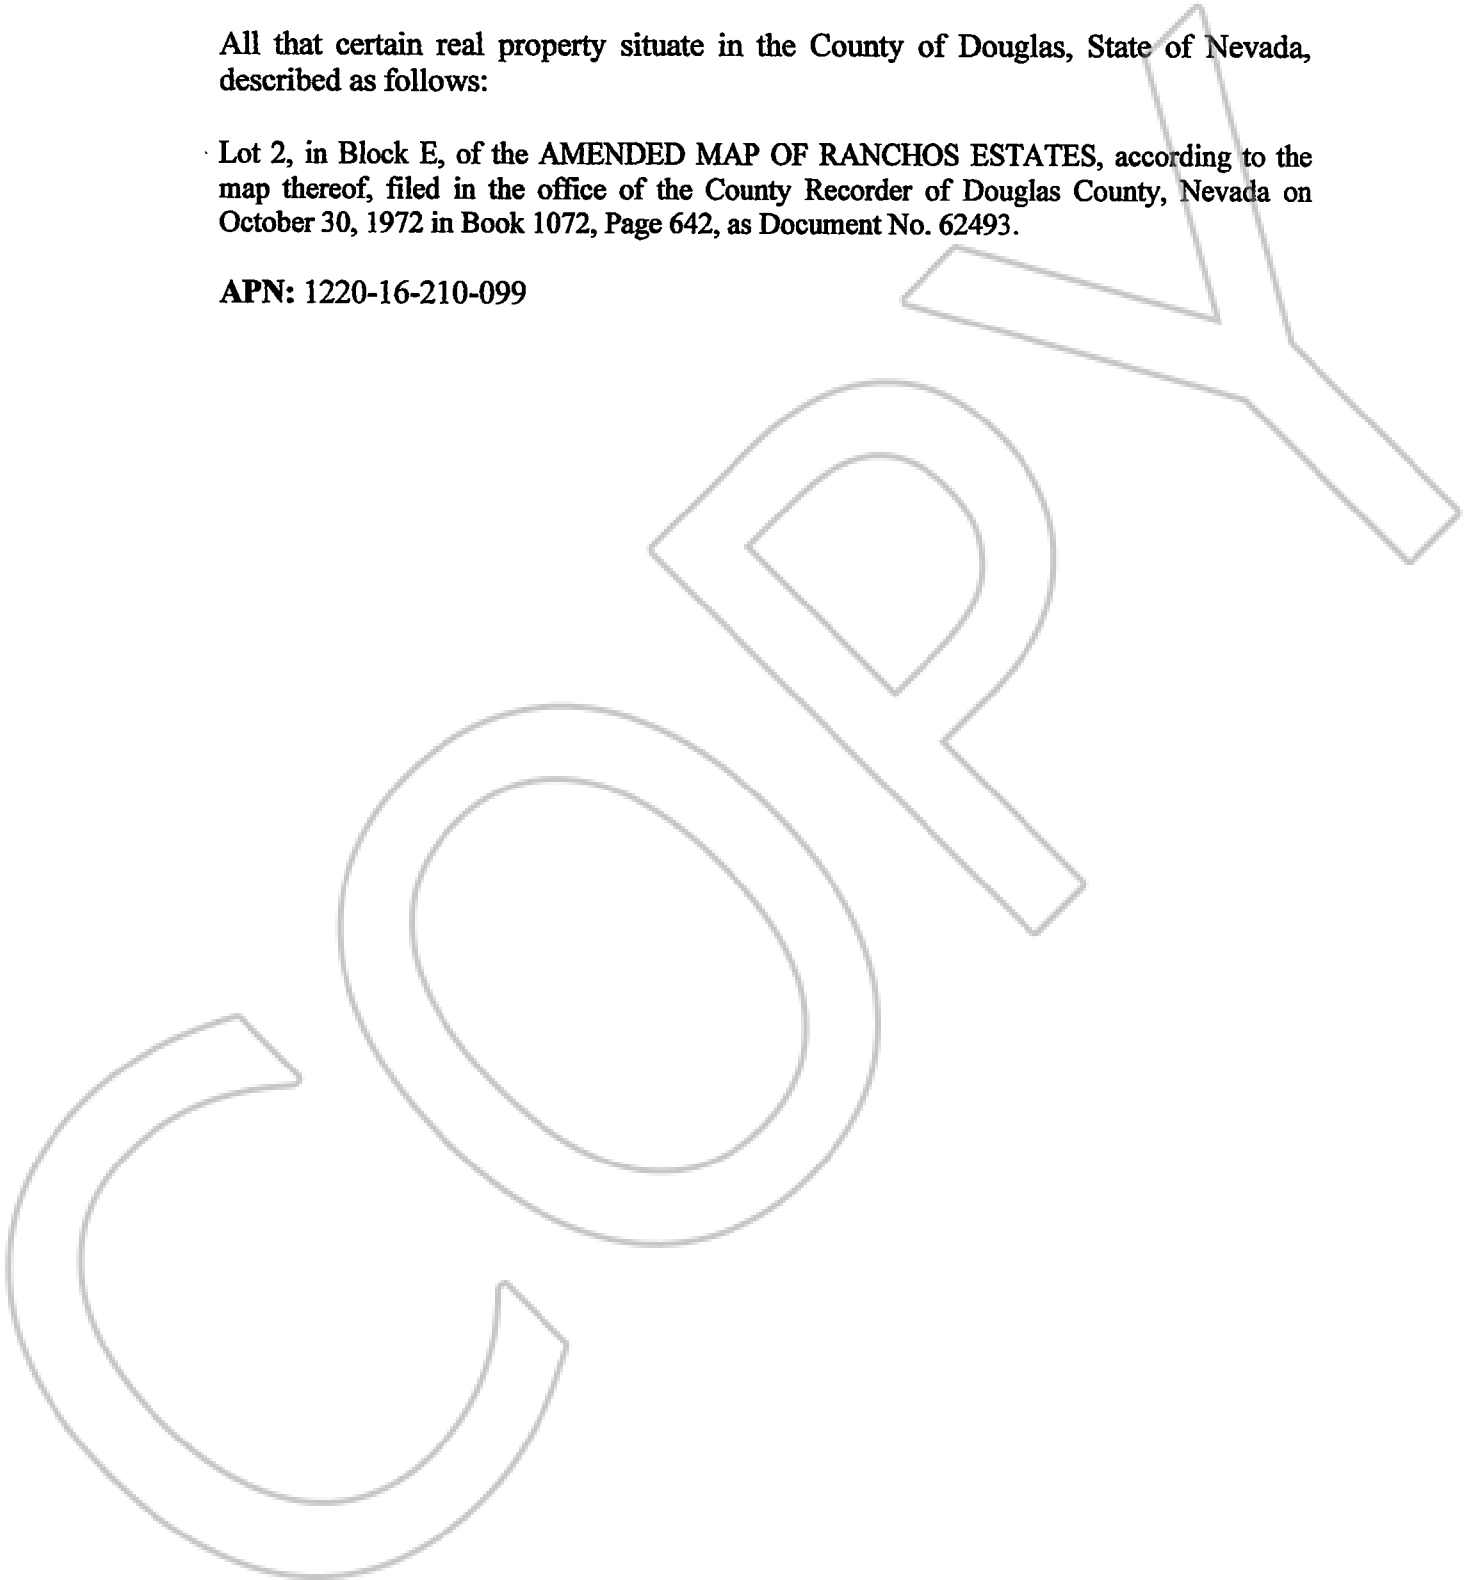 All that certain real property situate in the County of Douglas, State of Nevada,
described as follows:
Lot 2, in Block E, of the AMENDED MAP OF RANCHOS ESTATES, according to the
map thereof, filed in the office of the County Recorder of Douglas County, Nevada on
October 30, 1972 in Book 1072, Page 642, as Document No. 62493.
APN: 1220-16-210-099
COPY